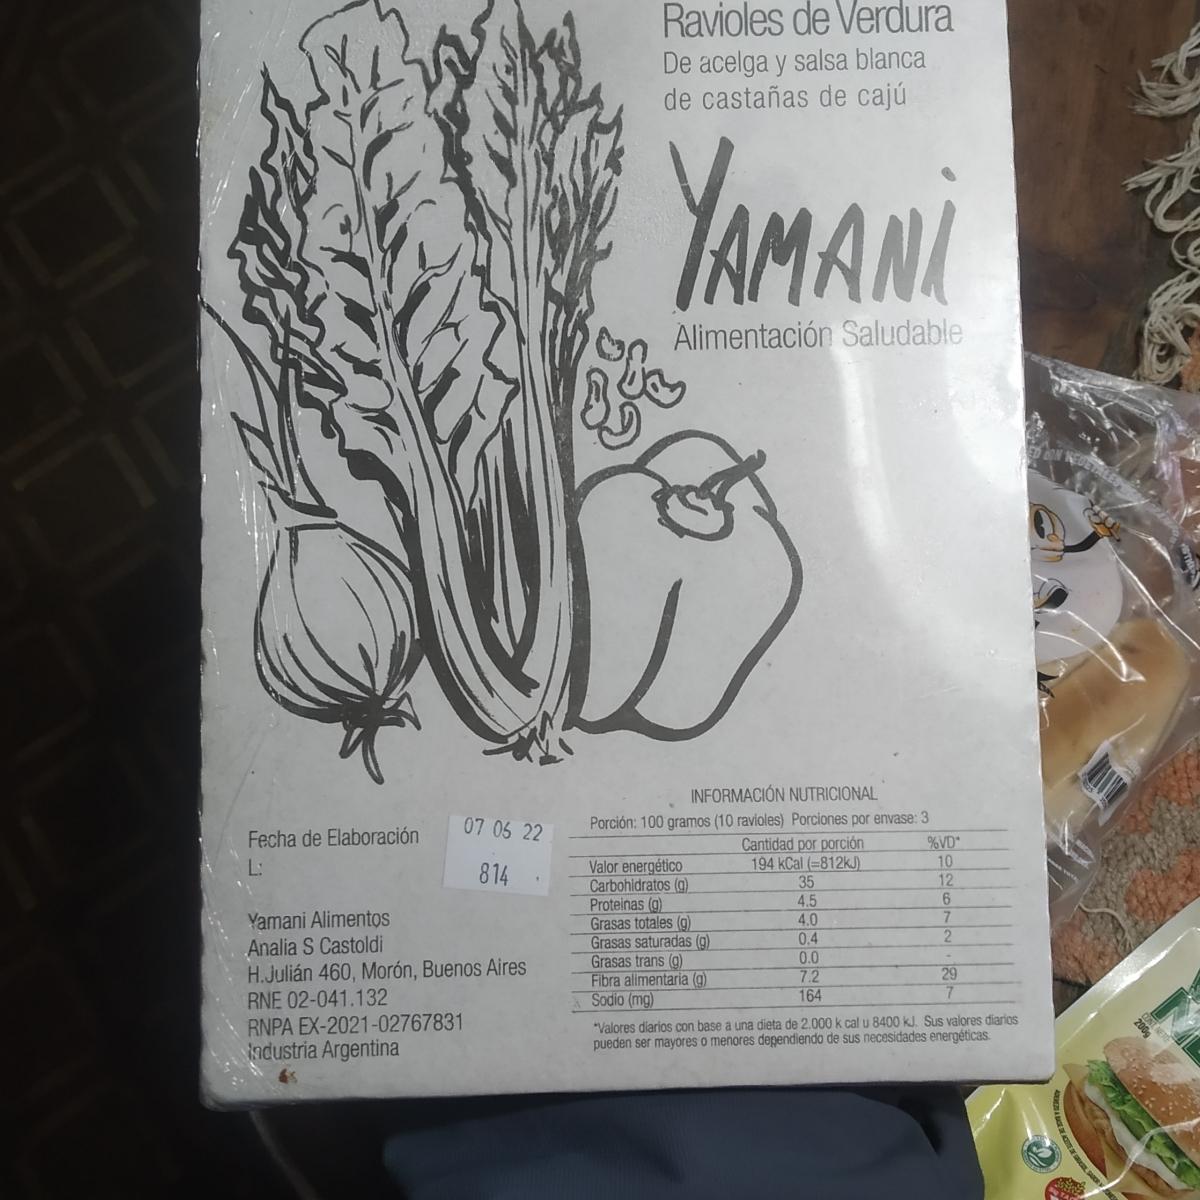 Ravioles de Verdura
De acelga y salsa blanca
de castañas de cajú
YAMANi
Alimentación Saludable
Fecha de Elaboración
L:
07 06 22
814
Yamani Alimentos
Analia S Castoldi
H.Julián 460, Morón, Buenos Aires
RNE 02-041.132
RNPA EX-2021-02767831
Industria Argentina
INFORMACIÓN NUTRICIONAL
Porción: 100 gramos (10 ravioles) Porciones por envase: 3
Cantidad por porción %VD*
Valor energético 194 kCal (=812kJ) 10
Carbohidratos (g) 35 12
Proteinas (g) 4.5 6
Grasas totales (g) 4.0 7
Grasas saturadas (g) 0.4 2
Grasas trans (g) 0.0 -
Fibra alimentaria (g) 7.2 29
Sodio (mg) 164 7
*Valores diarios con base a una dieta de 2.000 k cal u 8400 kJ. Sus valores diarios
pueden ser mayores o menores dependiendo de sus necesidades energéticas.
200g